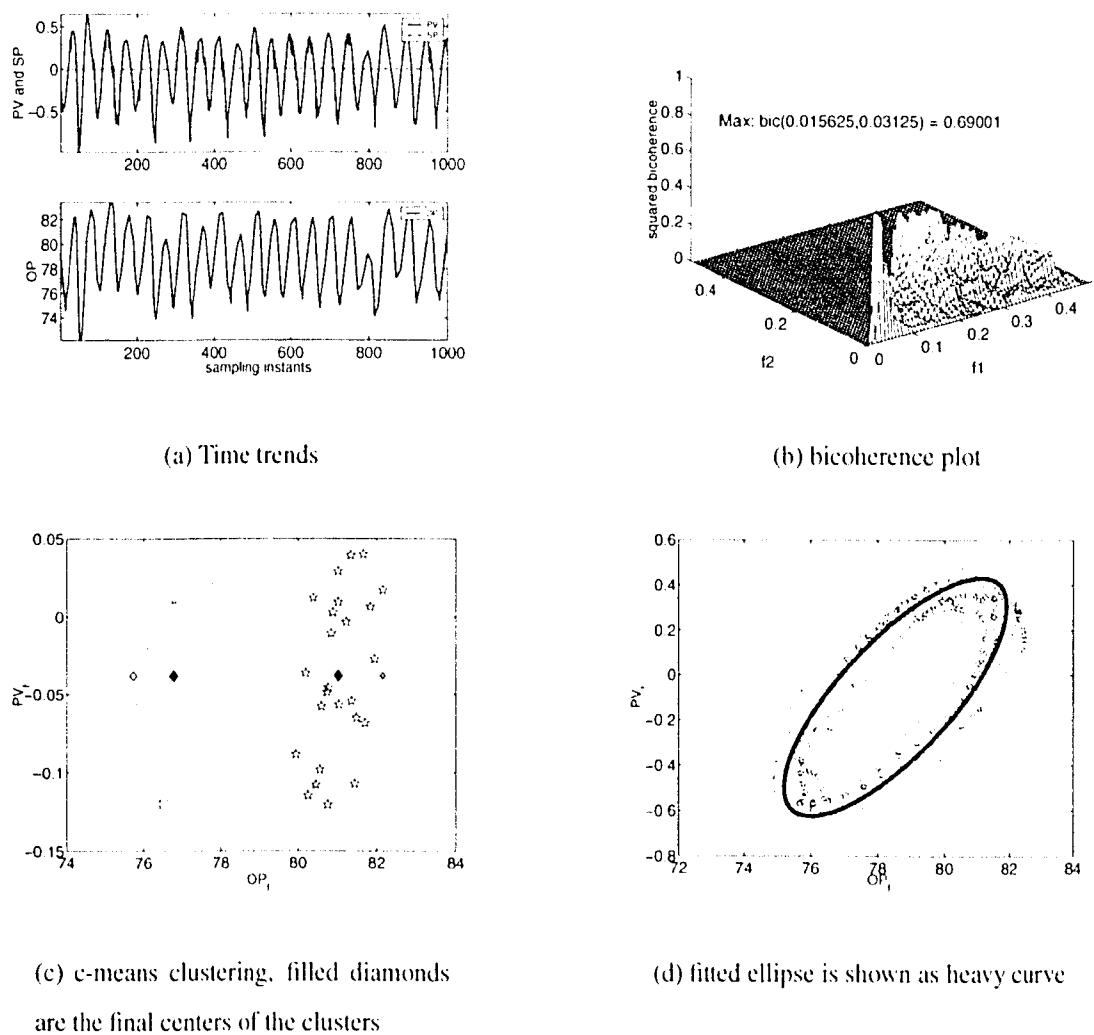 0.5
0
−0.5
PV and SP
PV
SP
200 400 600 800 1000
82
80
78
76
74
OP
200 400 600 800 1000
sampling instants
(a) Time trends
1
0.8
0.6
0.4
0.2
0
squared bicoherence
Max: bic(0.015625,0.03125) = 0.69001
0.4
0.2
0
f2
0
0.1
0.2
0.3
0.4
f1
(b) bicoherence plot
0.05
0
−0.05
−0.1
−0.15
PVf
74 76 78 80 82 84
OPf
(c) c-means clustering, filled diamonds
are the final centers of the clusters
0.6
0.4
0.2
0
−0.2
−0.4
−0.6
−0.8
PVf
72 74 76 78 80 82 84
OPf
(d) fitted ellipse is shown as heavy curve